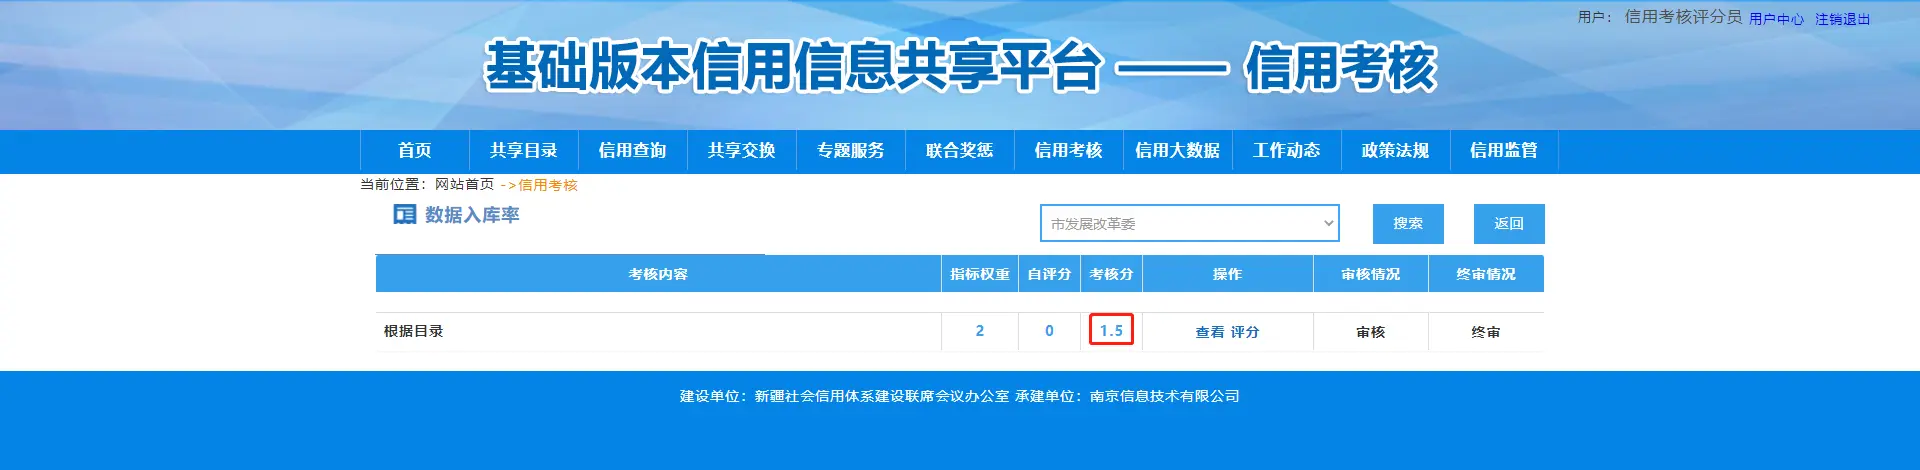 用户： 信用考核评分员 用户中心 注销退出
基础版本信用信息共享平台 —— 信用考核
首页 共享目录 信用查询 共享交换 专题服务 联合奖惩 信用考核 信用大数据 工作动态 政策法规 信用监管
当前位置：网站首页 ->信用考核
数据入库率 市发展改革委 搜索 返回
考核内容 指标权重 自评分 考核分 操作 审核情况 终审情况
根据目录 2 0 1.5 查看 评分 审核 终审
建设单位：新疆社会信用体系建设联席会议办公室 承建单位：南京信息技术有限公司